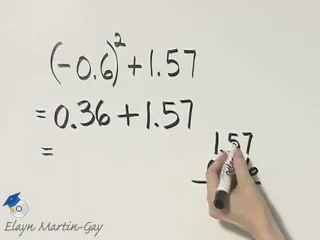 (-0.6)² + 1.57
= 0.36 + 1.57
=
1.57
Elayn Martin-Gay